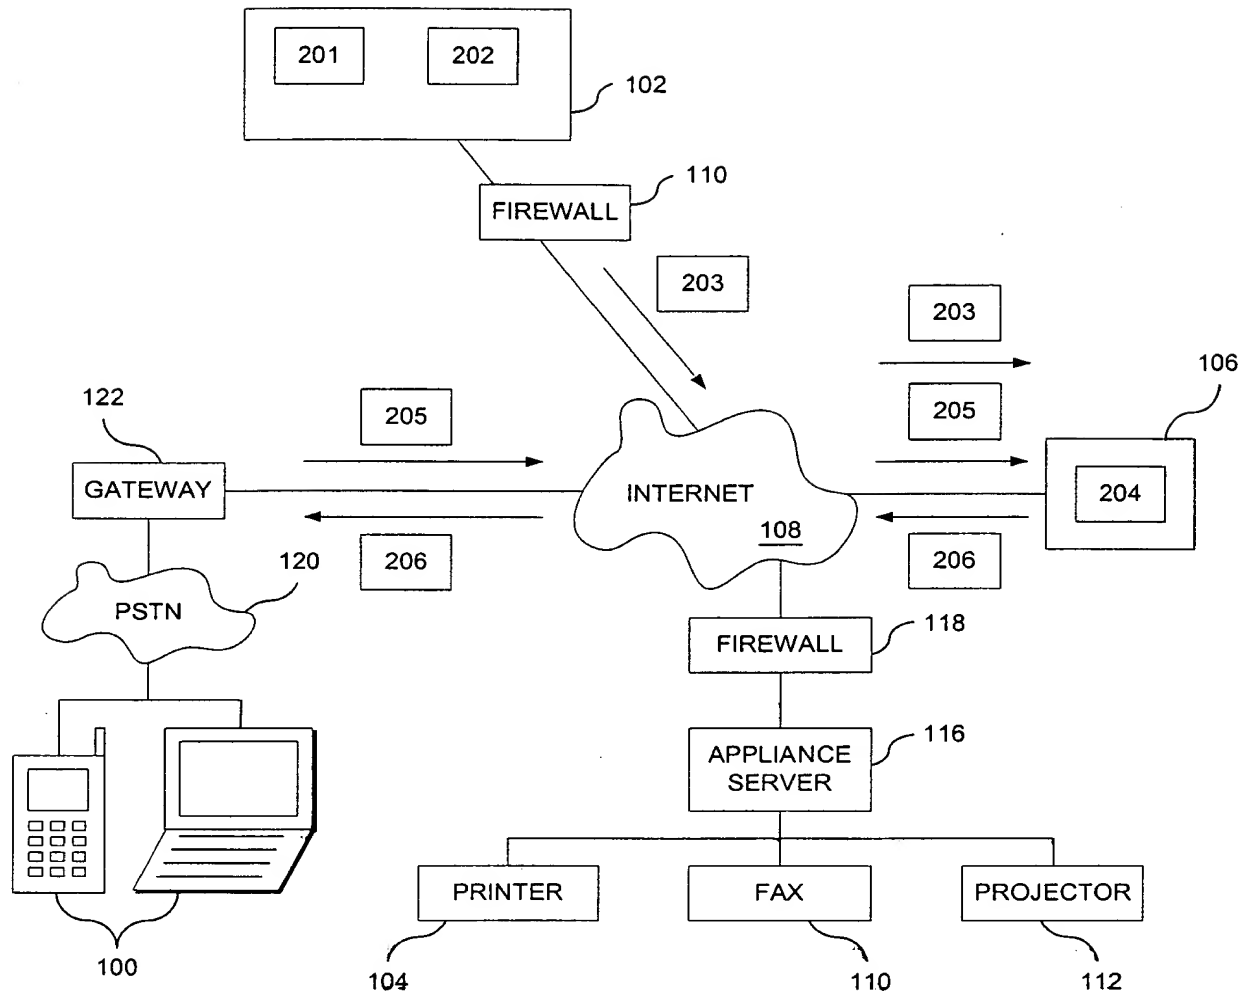 201
202
102
110
FIREWALL
203
203
106
122
205
205
GATEWAY
INTERNET
204
108
206
206
120
PSTN
118
FIREWALL
116
APPLIANCE
SERVER
PRINTER
FAX
PROJECTOR
100
104
110
112